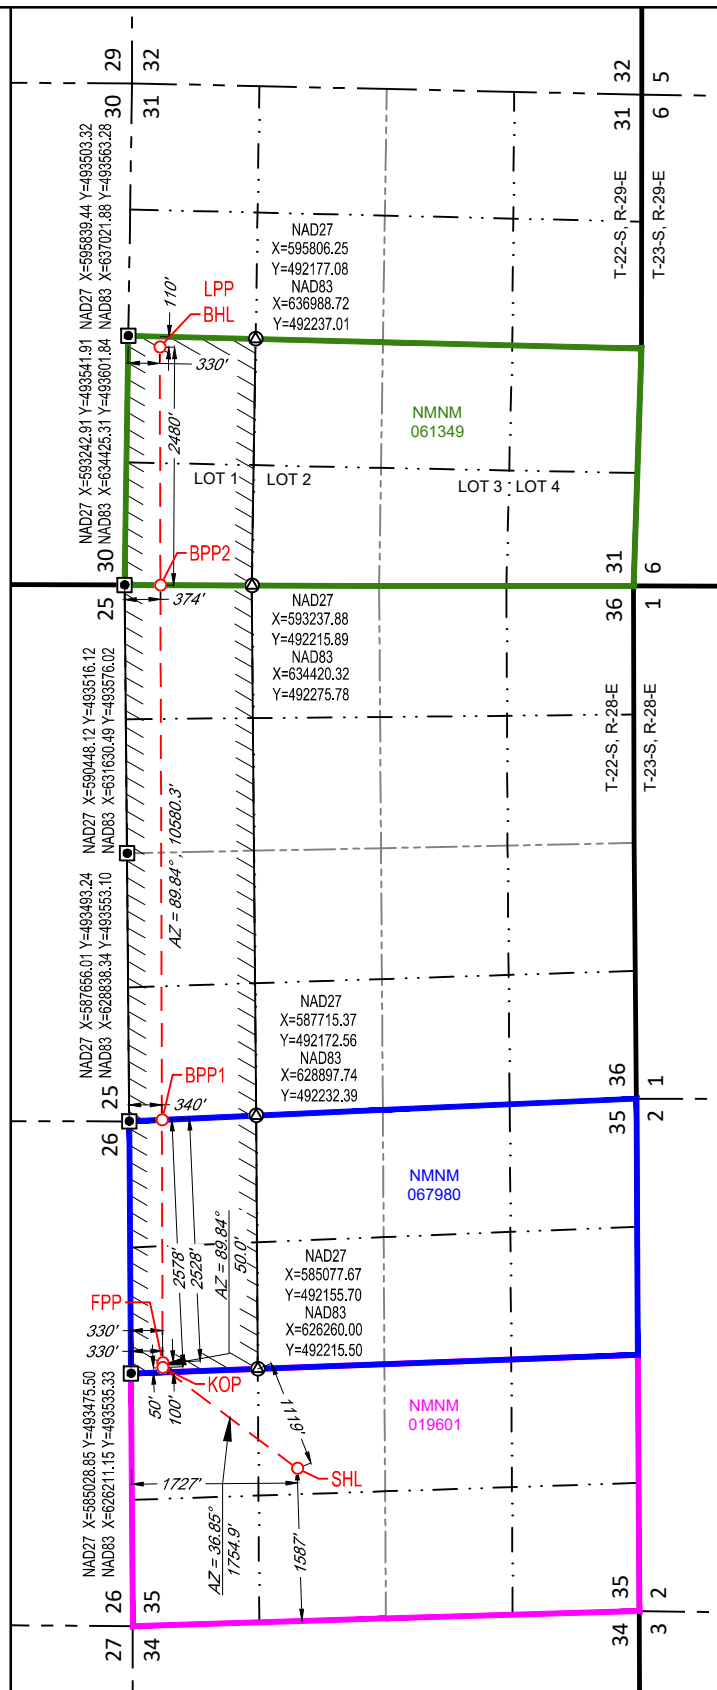 29
32
30
31
32
5
31
6
T-22-S, R-29-E
T-23-S, R-29-E
NAD27 X=595839.44 Y=493503.32
NAD83 X=637021.88 Y=493563.28
NAD27
X=595806.25
Y=492177.08
NAD83
X=636988.72
Y=492237.01
110'
LPP
BHL
330'
2480'
NAD27 X=593242.91 Y=493541.91
NAD83 X=634425.31 Y=493601.84
NMNM
061349
LOT 1
LOT 2
LOT 3
LOT 4
BPP2
30
25
31
6
36
1
374'
NAD27
X=593237.88
Y=492215.89
NAD83
X=634420.32
Y=492275.78
NAD27 X=590448.12 Y=493516.12
NAD83 X=631630.49 Y=493576.02
T-22-S, R-28-E
T-23-S, R-28-E
AZ = 89.84°, 10580.3'
NAD27 X=587656.01 Y=493493.24
NAD83 X=628838.34 Y=493553.10
NAD27
X=587715.37
Y=492172.56
NAD83
X=628897.74
Y=492232.39
BPP1
25
26
36
1
35
2
340'
NMNM
067980
2578'
2528'
AZ = 89.84°
50.0'
NAD27
X=585077.67
Y=492155.70
NAD83
X=626260.00
Y=492215.50
FPP
330'
330'
KOP
50'
100'
NAD27 X=585028.85 Y=493475.50
NAD83 X=626211.15 Y=493535.33
1119'
NMNM
019601
SHL
1727'
AZ = 36.85°
1754.9'
1587'
26
35
27
34
35
2
34
3